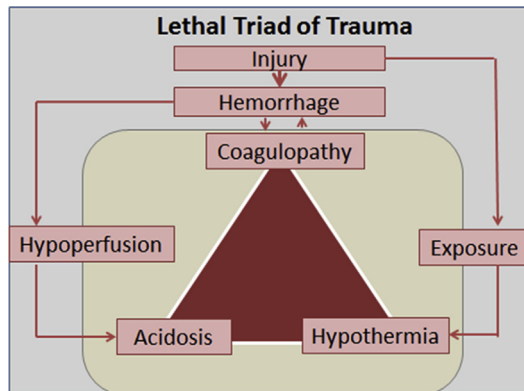 Lethal Triad of Trauma
Injury
Hemorrhage
Coagulopathy
Hypoperfusion
Exposure
Acidosis
Hypothermia